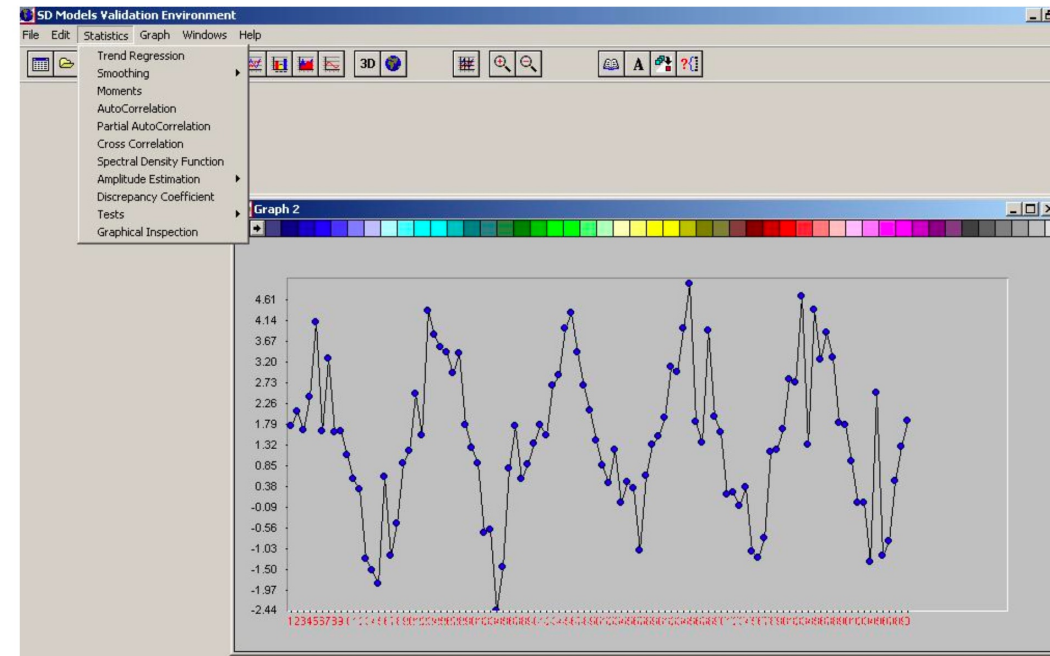 SD Models Validation Environment
File Edit Statistics Graph Windows Help
Trend Regression
Smoothing
Moments
AutoCorrelation
Partial AutoCorrelation
Cross Correlation
Spectral Density Function
Amplitude Estimation
Discrepancy Coefficient
Tests
Graphical Inspection
3D
A
?{}
Graph 2
4.61
4.14
3.67
3.20
2.73
2.26
1.79
1.32
0.85
0.38
-0.09
-0.56
-1.03
-1.50
-1.97
-2.44